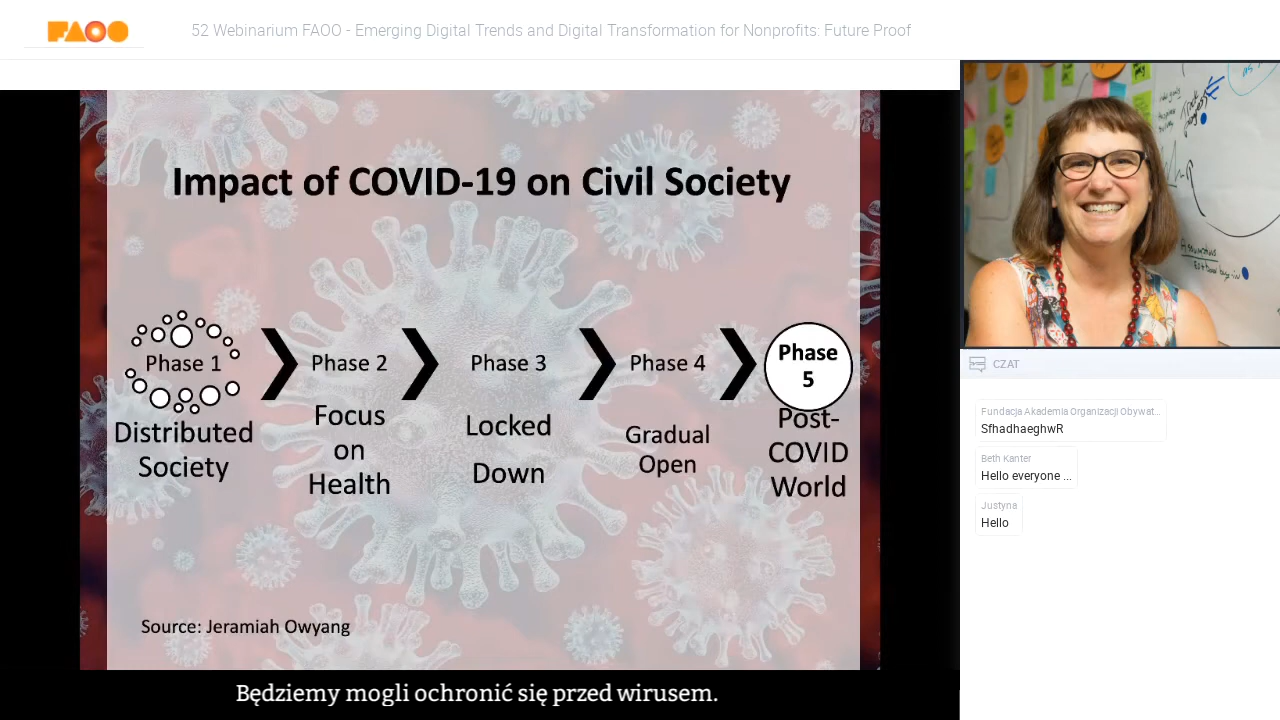 FAOO
52 Webinarium FAOO - Emerging Digital Trends and Digital Transformation for Nonprofits: Future Proof
Impact of COVID-19 on Civil Society
Phase 1
Distributed
Society
Phase 2
Focus
on
Health
Phase 3
Locked
Down
Phase 4
Gradual
Open
Phase
5
Post-
COVID
World
Source: Jeramiah Owyang
Będziemy mogli ochronić się przed wirusem.
CZAT
Fundacja Akademia Organizacji Obywat...
SfhadhaeghwR
Beth Kanter
Hello everyone ...
Justyna
Hello